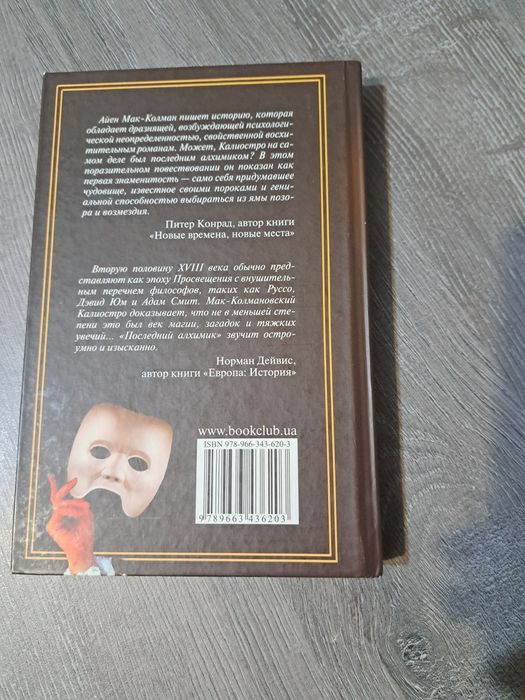 Айен Мак-Колман пишет историю, которая
обладает дразнящей, возбуждающей психологи-
ческой неопределенностью, свойственной восхи-
тительным романам. Может, Калиостро на са-
мом деле был последним алхимиком? В этом
поразительном повествовании он показан как
первая знаменитость — само себя придумавшее
чудовище, известное своими пороками и гени-
альной способностью выбираться из ямы позо-
ра и возмездия.
Питер Конрад, автор книги
«Новые времена, новые места»
Вторую половину XVIII века обычно пред-
ставляют как эпоху Просвещения с внушитель-
ным перечнем философов, таких как Руссо,
Дэвид Юм и Адам Смит. Мак-Колмановский
Калиостро доказывает, что не в меньшей сте-
пени это был век магии, загадок и тяжких
увечий... «Последний алхимик» звучит остро-
умно и изысканно.
Норман Дейвис,
автор книги «Европа: История»
www.bookclub.ua
ISBN 978-966-343-620-3
9 789663 436203